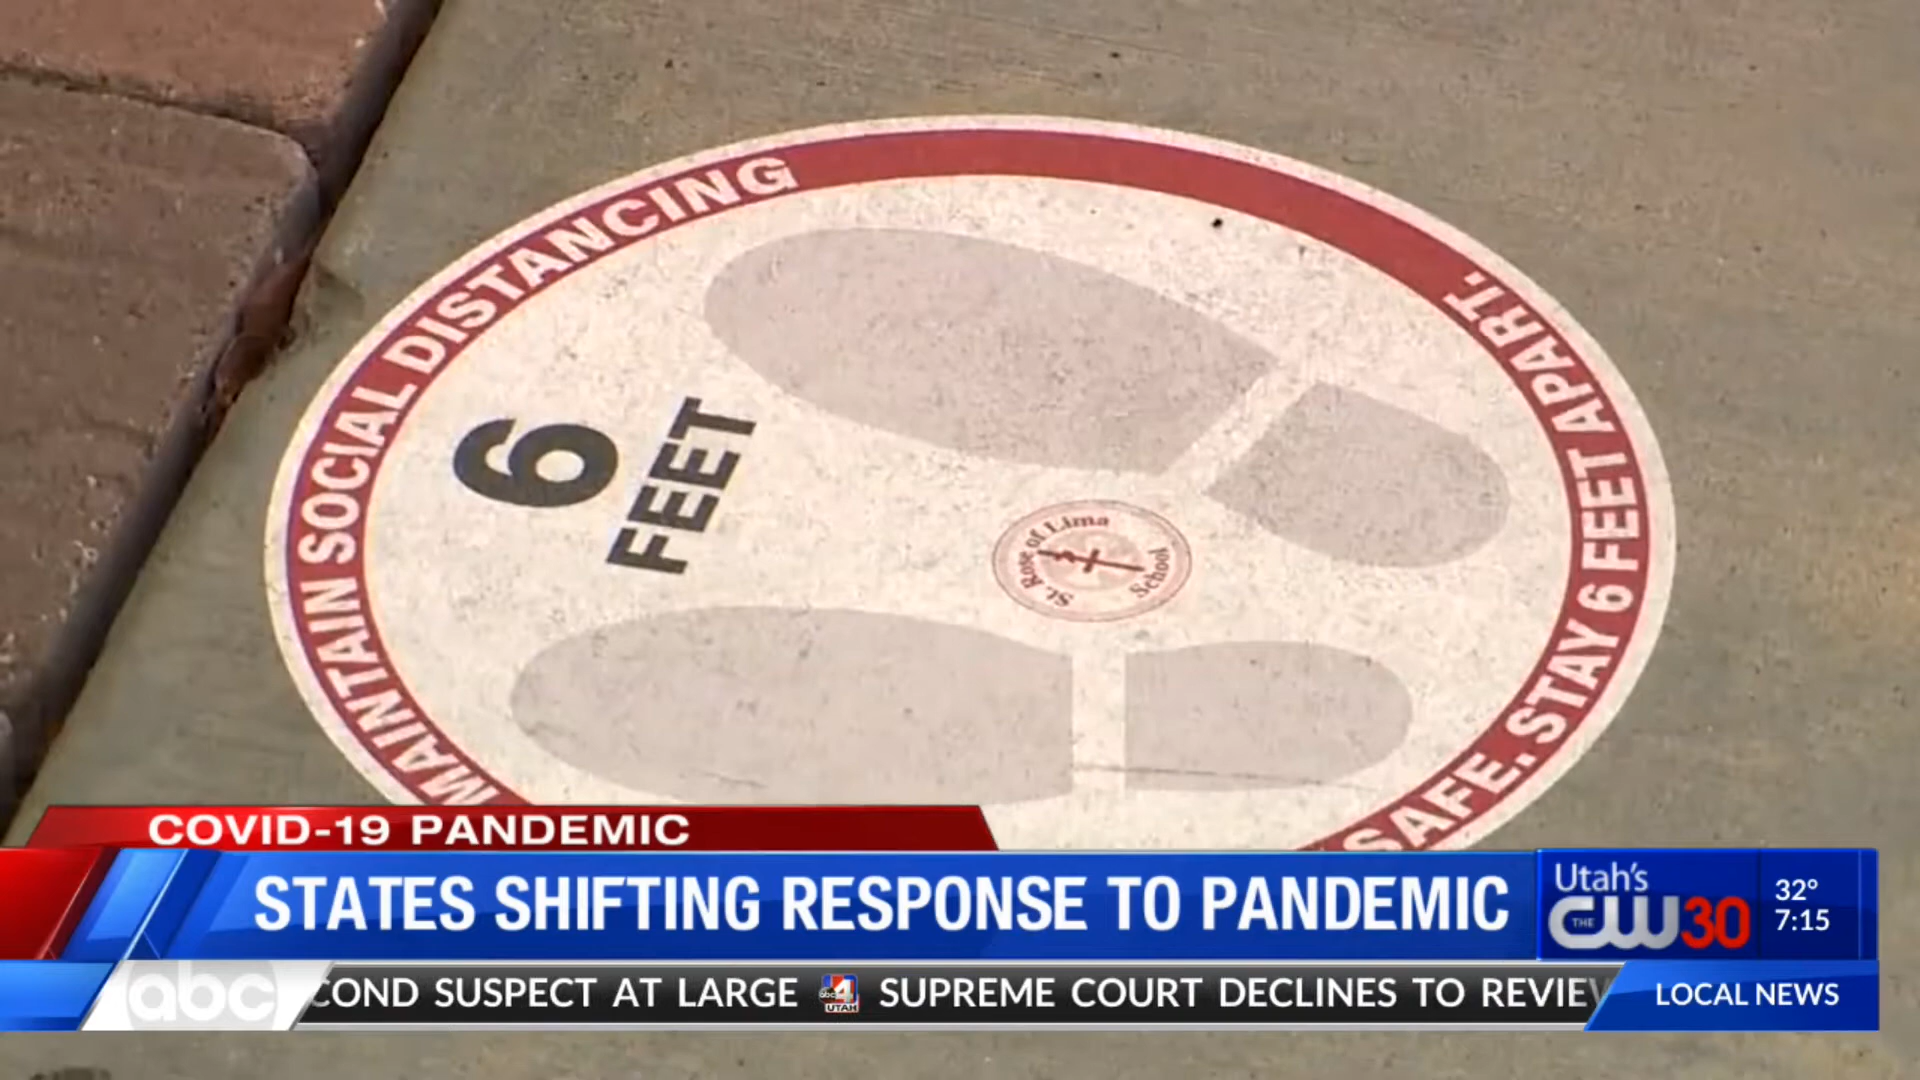 MAINTAIN SOCIAL DISTANCING
SAFE. STAY 6 FEET APART.
6
FEET
St. Rose of Lima
School
COVID-19 PANDEMIC
STATES SHIFTING RESPONSE TO PANDEMIC
Utah's
THE CW30
32°
7:15
abc
COND SUSPECT AT LARGE abc 4 UTAH SUPREME COURT DECLINES TO REVIEW
LOCAL NEWS